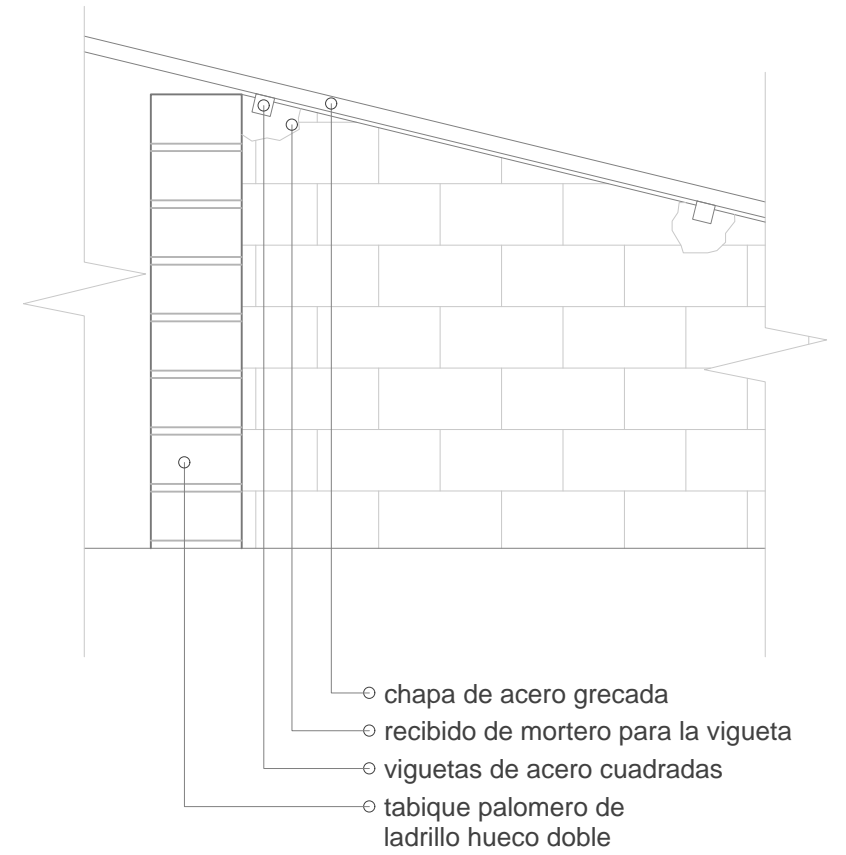 chapa de acero grecada
recibido de mortero para la vigueta
viguetas de acero cuadradas
tabique palomero de
ladrillo hueco doble